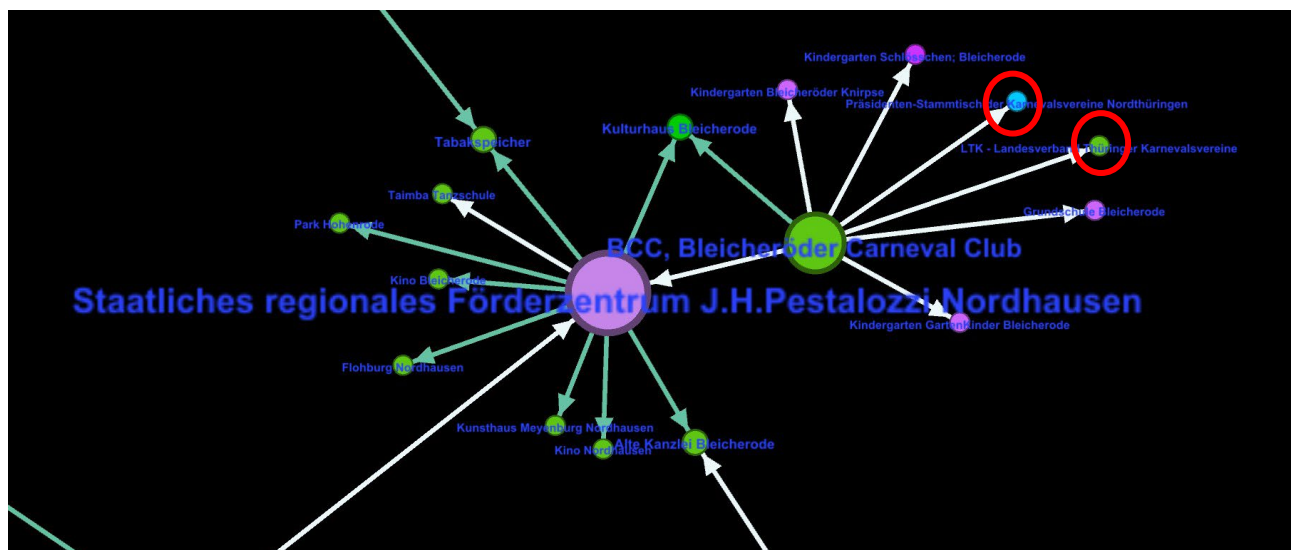 Kindergarten Schlösschen; Bleicherode
Kindergarten Bleicheröder Knirpse
Präsidenten-Stammtisch der Karnevalsvereine Nordthüringen
Kulturhaus Bleicherode
Tabakspeicher
LTK - Landesverband Thüringer Karnevalsvereine
Taimba Tanzschule
Grundschule Bleicherode
Park Hohenrode
BCC, Bleicheröder Carneval Club
Kino Bleicherode
Staatliches regionales Förderzentrum J.H.Pestalozzi Nordhausen
Kindergarten GartenKinder Bleicherode
Flohburg Nordhausen
Kunsthaus Meyenburg Nordhausen
Alte Kanzlei Bleicherode
Kino Nordhausen